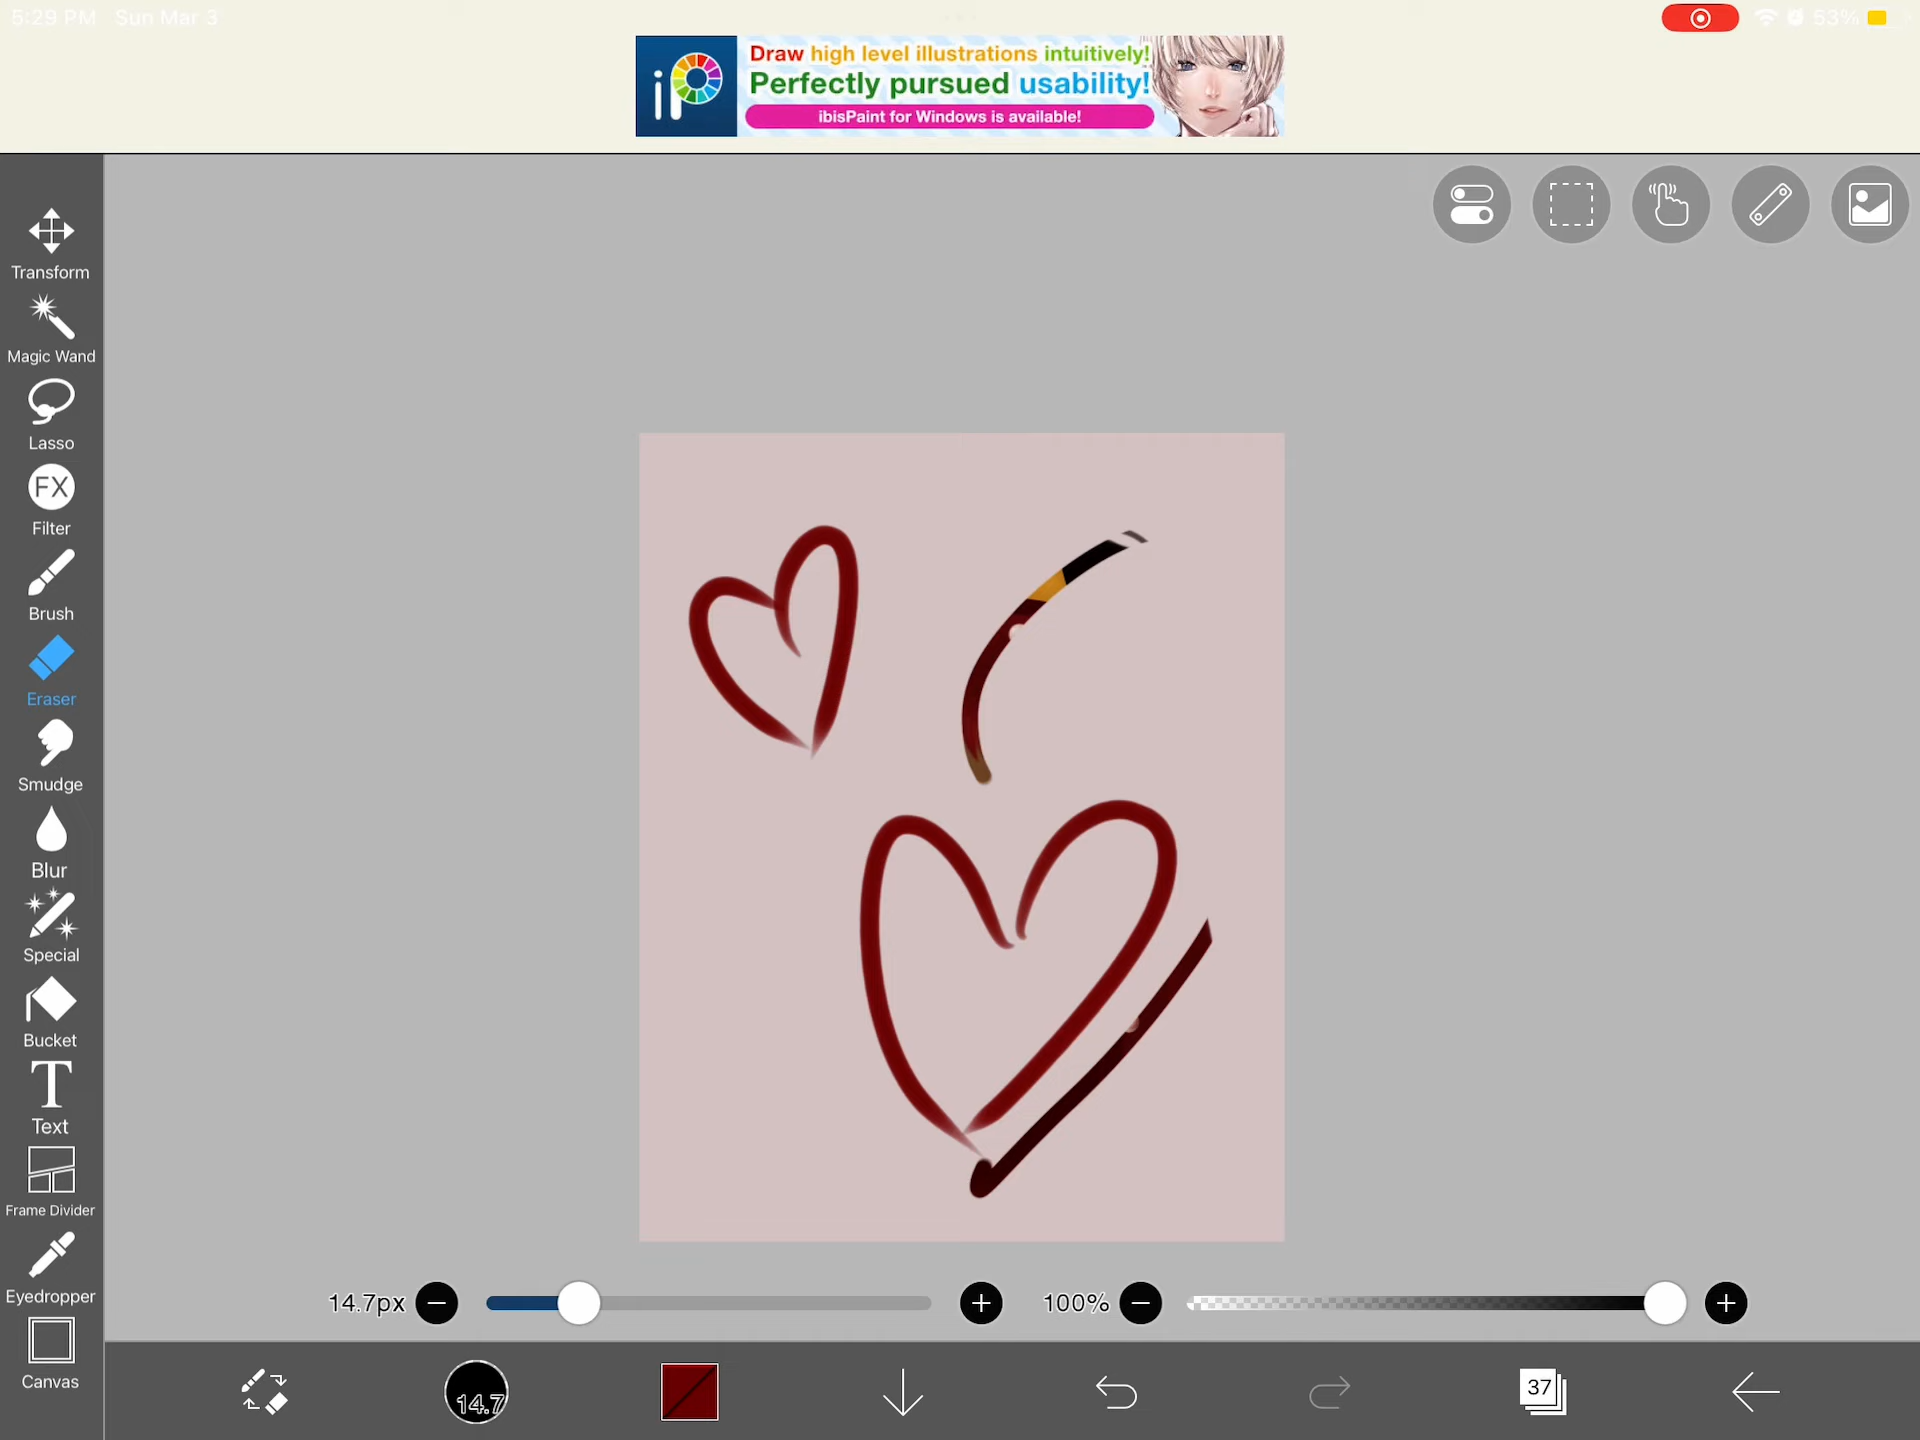 5:29 PM Sun Mar 3
53%
iP
Draw high level illustrations intuitively!
Perfectly pursued usability!
ibisPaint for Windows is available!
Transform
Magic Wand
Lasso
FX
Filter
Brush
Eraser
Smudge
Blur
Special
Bucket
T
Text
Frame Divider
Eyedropper
Canvas
14.7px
100%
14.7
37